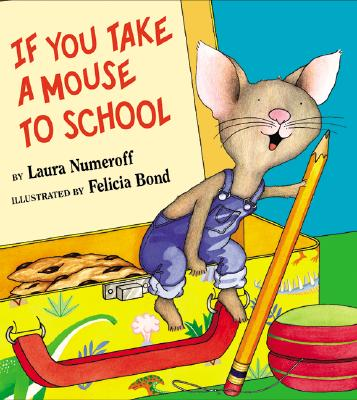 IF YOU TAKE
A MOUSE
TO SCHOOL
BY Laura Numeroff
ILLUSTRATED BY Felicia Bond